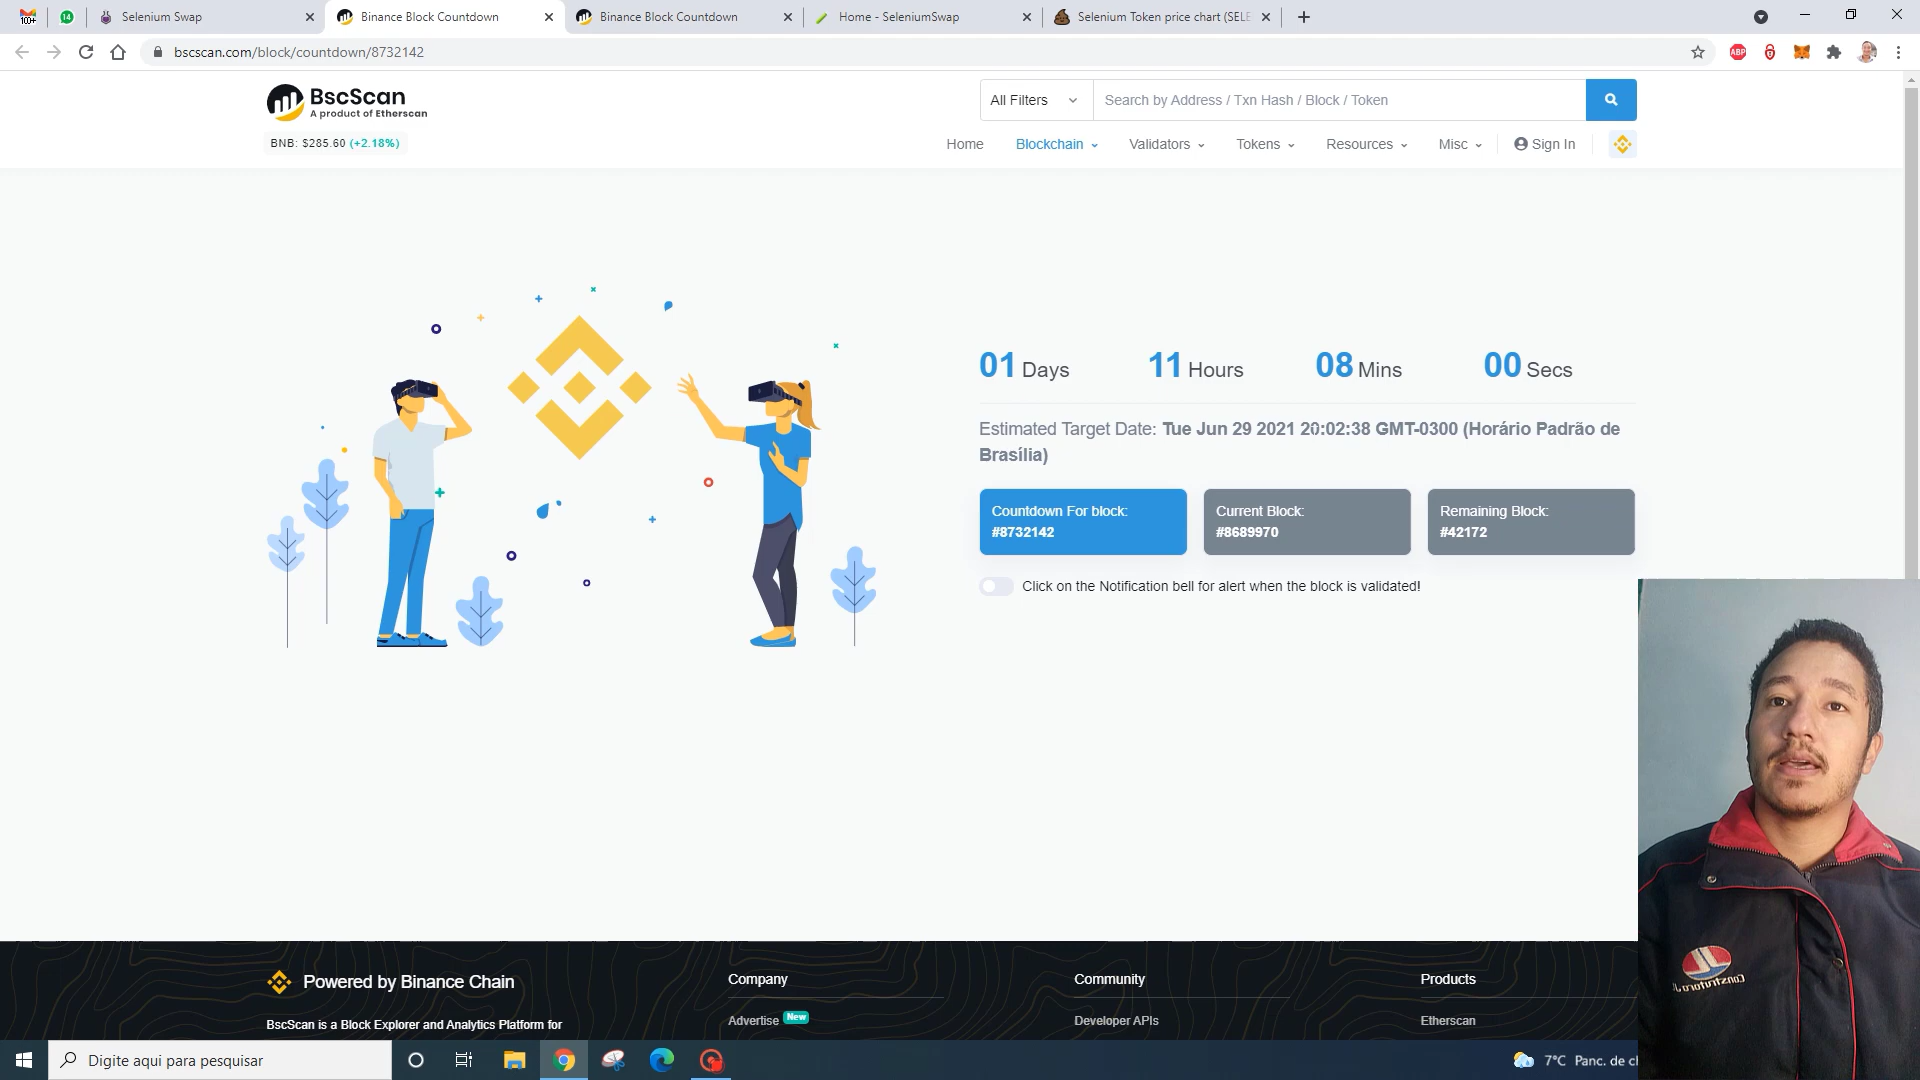 100+
14
Selenium Swap
Binance Block Countdown
Binance Block Countdown
Home - SeleniumSwap
Selenium Token price chart (SELE
bscscan.com/block/countdown/8732142
ABP
BscScan
A product of Etherscan
All Filters
Search by Address / Txn Hash / Block / Token
BNB: $285.60 (+2.18%)
Home
Blockchain
Validators
Tokens
Resources
Misc
Sign In
01 Days
11 Hours
08 Mins
00 Secs
Estimated Target Date: Tue Jun 29 2021 20:02:38 GMT-0300 (Horário Padrão de
Brasília)
Countdown For block:
#8732142
Current Block:
#8689970
Remaining Block:
#42172
Click on the Notification bell for alert when the block is validated!
Powered by Binance Chain
BscScan is a Block Explorer and Analytics Platform for
Company
Advertise New
Community
Developer APIs
Products
Etherscan
Digite aqui para pesquisar
7°C Panc. de cl